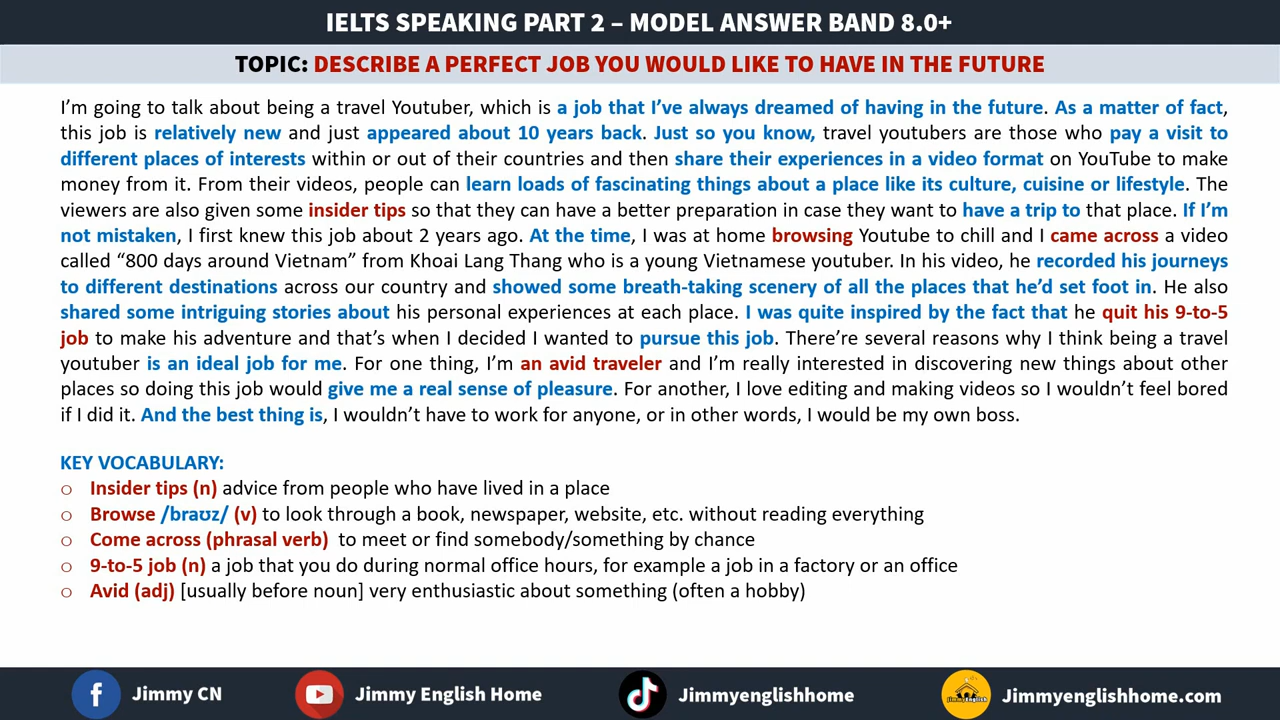 IELTS SPEAKING PART 2 – MODEL ANSWER BAND 8.0+
TOPIC: DESCRIBE A PERFECT JOB YOU WOULD LIKE TO HAVE IN THE FUTURE
I'm going to talk about being a travel Youtuber, which is a job that I've always dreamed of having in the future. As a matter of fact,
this job is relatively new and just appeared about 10 years back. Just so you know, travel youtubers are those who pay a visit to
different places of interests within or out of their countries and then share their experiences in a video format on YouTube to make
money from it. From their videos, people can learn loads of fascinating things about a place like its culture, cuisine or lifestyle. The
viewers are also given some insider tips so that they can have a better preparation in case they want to have a trip to that place. If I'm
not mistaken, I first knew this job about 2 years ago. At the time, I was at home browsing Youtube to chill and I came across a video
called “800 days around Vietnam” from Khoai Lang Thang who is a young Vietnamese youtuber. In his video, he recorded his journeys
to different destinations across our country and showed some breath-taking scenery of all the places that he'd set foot in. He also
shared some intriguing stories about his personal experiences at each place. I was quite inspired by the fact that he quit his 9-to-5
job to make his adventure and that's when I decided I wanted to pursue this job. There're several reasons why I think being a travel
youtuber is an ideal job for me. For one thing, I'm an avid traveler and I'm really interested in discovering new things about other
places so doing this job would give me a real sense of pleasure. For another, I love editing and making videos so I wouldn't feel bored
if I did it. And the best thing is, I wouldn't have to work for anyone, or in other words, I would be my own boss.
KEY VOCABULARY:
o Insider tips (n) advice from people who have lived in a place
o Browse /braʊz/ (v) to look through a book, newspaper, website, etc. without reading everything
o Come across (phrasal verb) to meet or find somebody/something by chance
o 9-to-5 job (n) a job that you do during normal office hours, for example a job in a factory or an office
o Avid (adj) [usually before noun] very enthusiastic about something (often a hobby)
Jimmy CN Jimmy English Home Jimmyenglishhome Jimmyenglishhome.com